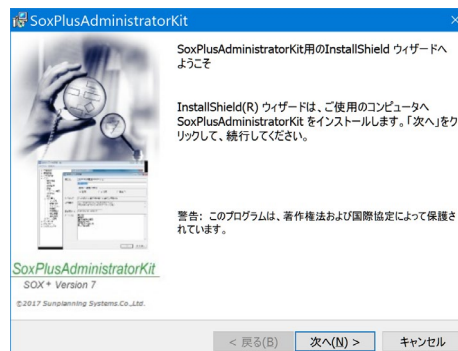 SoxPlusAdministratorKit
SoxPlusAdministratorKit用のInstallShield ウィザードへ
ようこそ
InstallShield(R) ウィザードは、ご使用のコンピュータへ
SoxPlusAdministratorKit をインストールします。「次へ」をク
リックして、続行してください。
警告: このプログラムは、著作権法および国際協定によって保護さ
れています。
SoxPlusAdministratorKit
SOX+ Version 7
©2017 Sunplanning Systems.Co.,Ltd.
< 戻る(B)
次へ(N) >
キャンセル